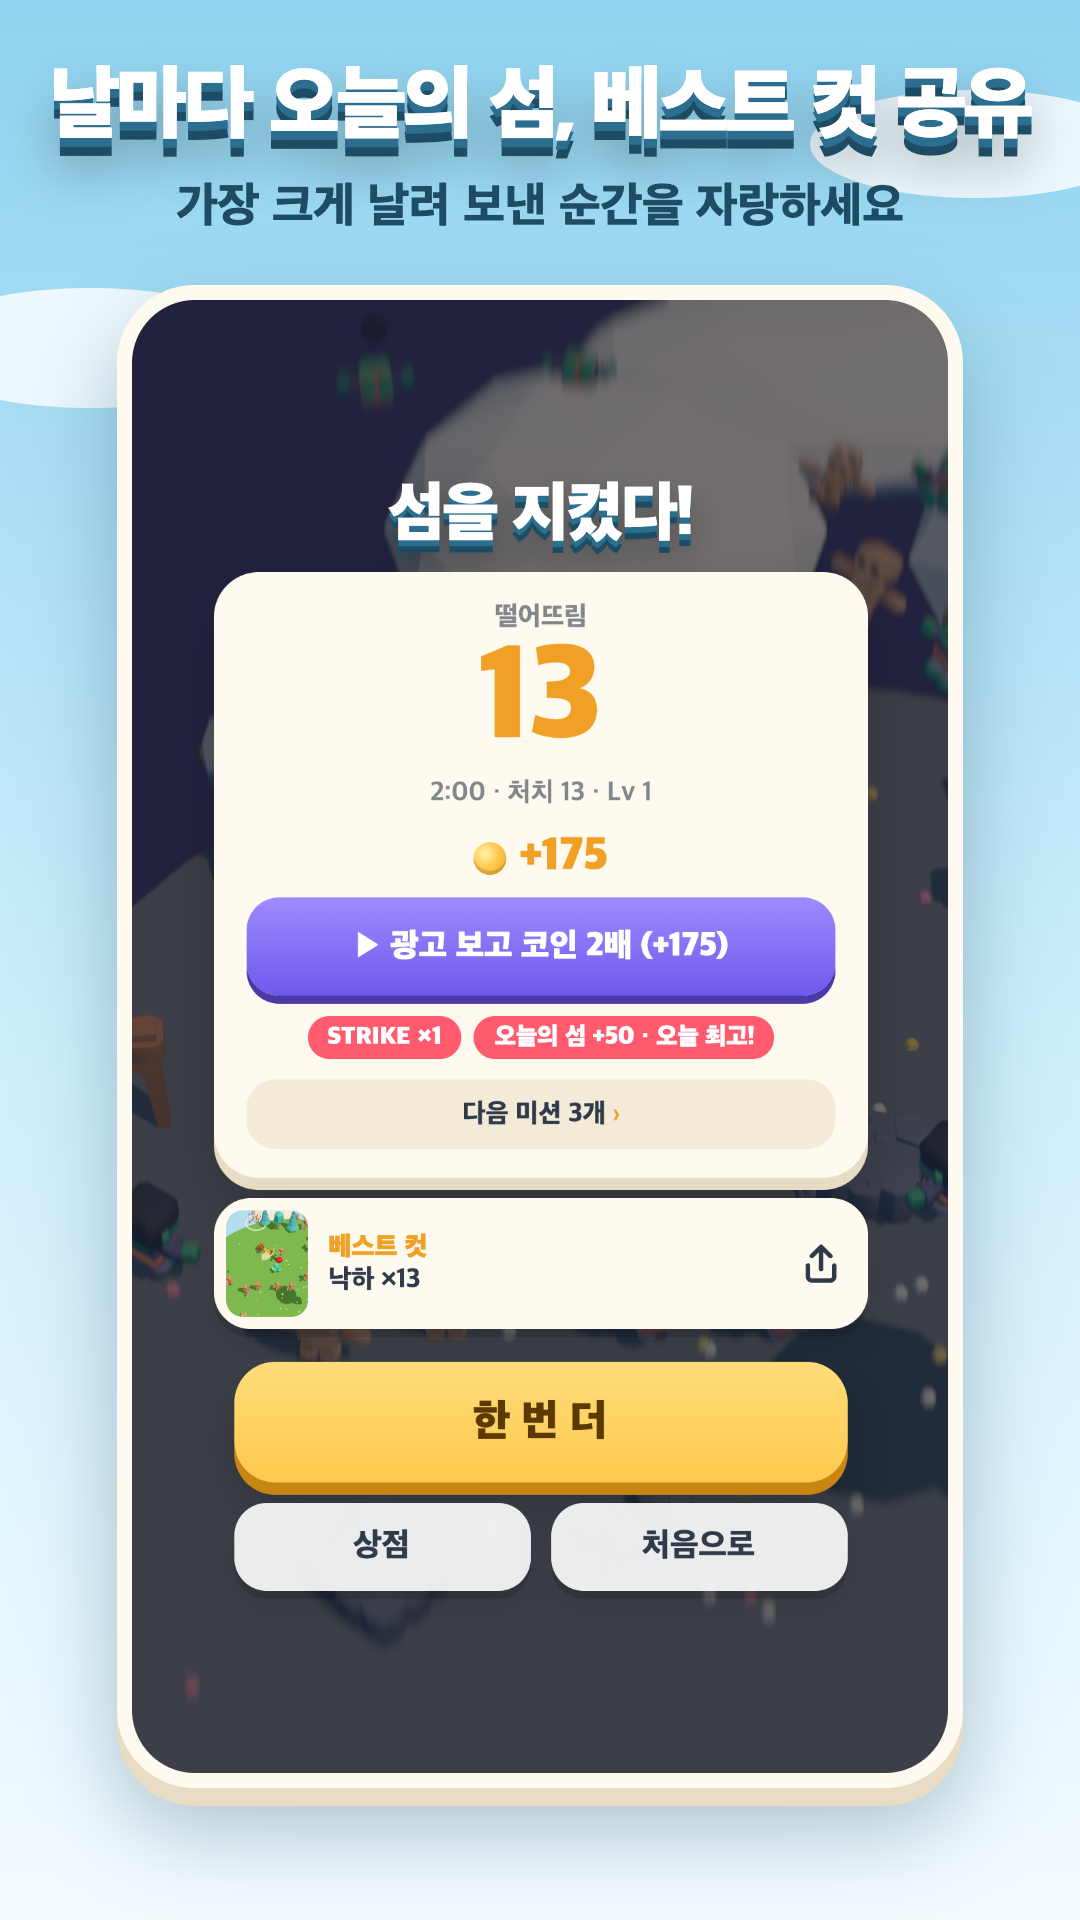 날마다 오늘의 섬, 베스트 컷 공유
가장 크게 날려 보낸 순간을 자랑하세요
섬을 지켰다!
떨어뜨림
13
2:00 · 처치 13 · Lv 1
+175
▶ 광고 보고 코인 2배 (+175)
STRIKE ×1
오늘의 섬 +50 · 오늘 최고!
다음 미션 3개 ›
베스트 컷
낙하 ×13
한 번 더
상점
처음으로